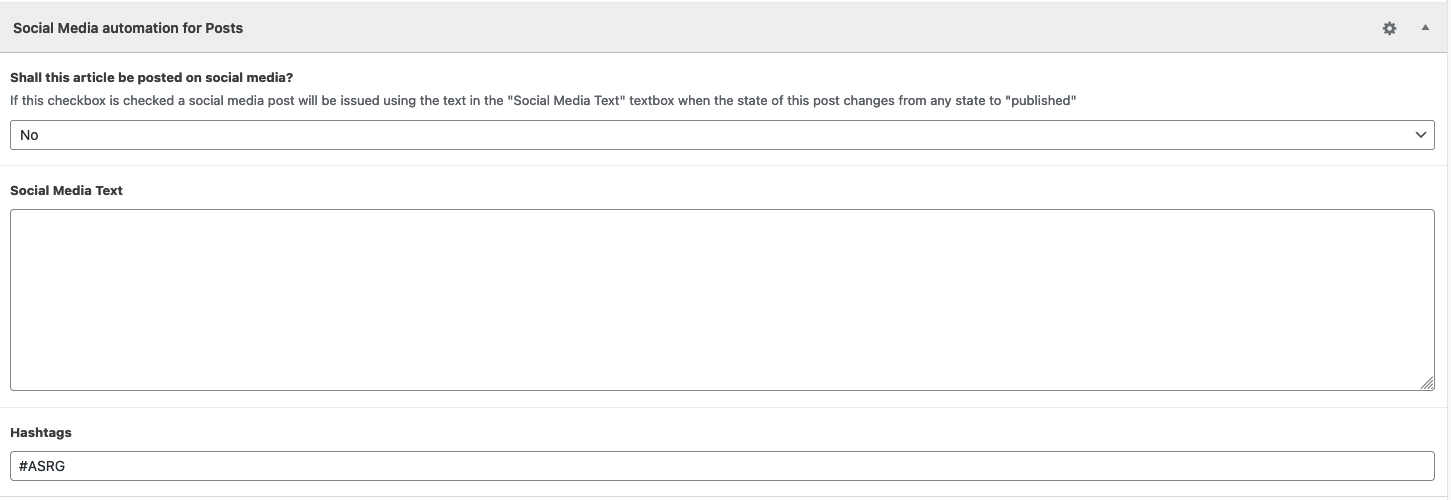 Social Media automation for Posts
Shall this article be posted on social media?
If this checkbox is checked a social media post will be issued using the text in the "Social Media Text" textbox when the state of this post changes from any state to "published"
No
Social Media Text
Hashtags
#ASRG